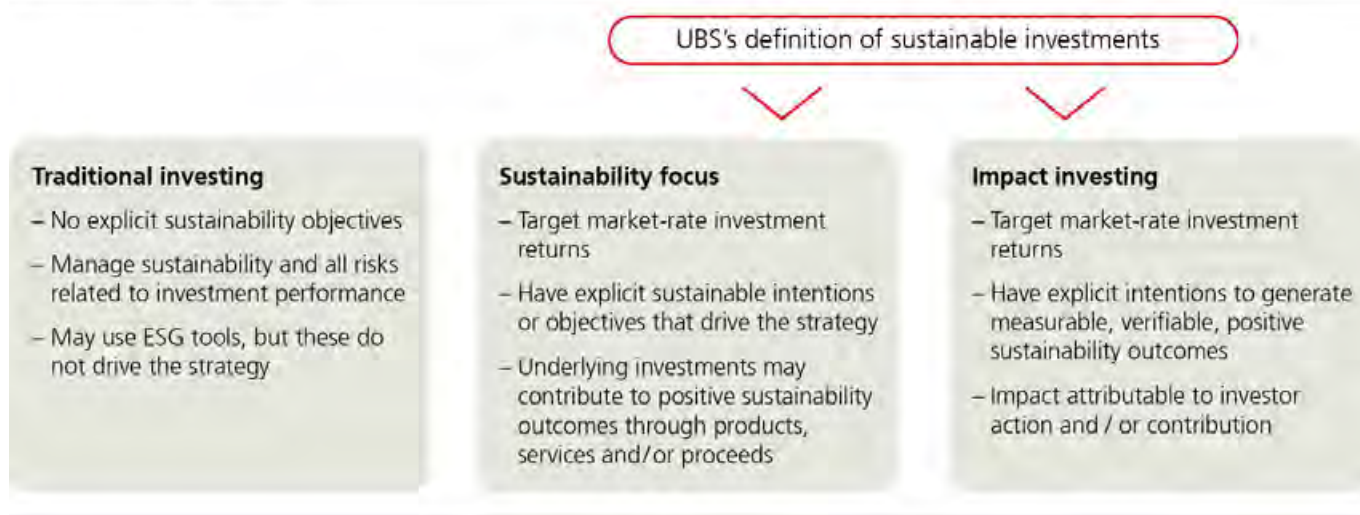 UBS's definition of sustainable investments
Traditional investing
– No explicit sustainability objectives
– Manage sustainability and all risks
related to investment performance
– May use ESG tools, but these do
not drive the strategy
Sustainability focus
– Target market-rate investment
returns
– Have explicit sustainable intentions
or objectives that drive the strategy
– Underlying investments may
contribute to positive sustainability
outcomes through products,
services and/or proceeds
Impact investing
– Target market-rate investment
returns
– Have explicit intentions to generate
measurable, verifiable, positive
sustainability outcomes
– Impact attributable to investor
action and / or contribution